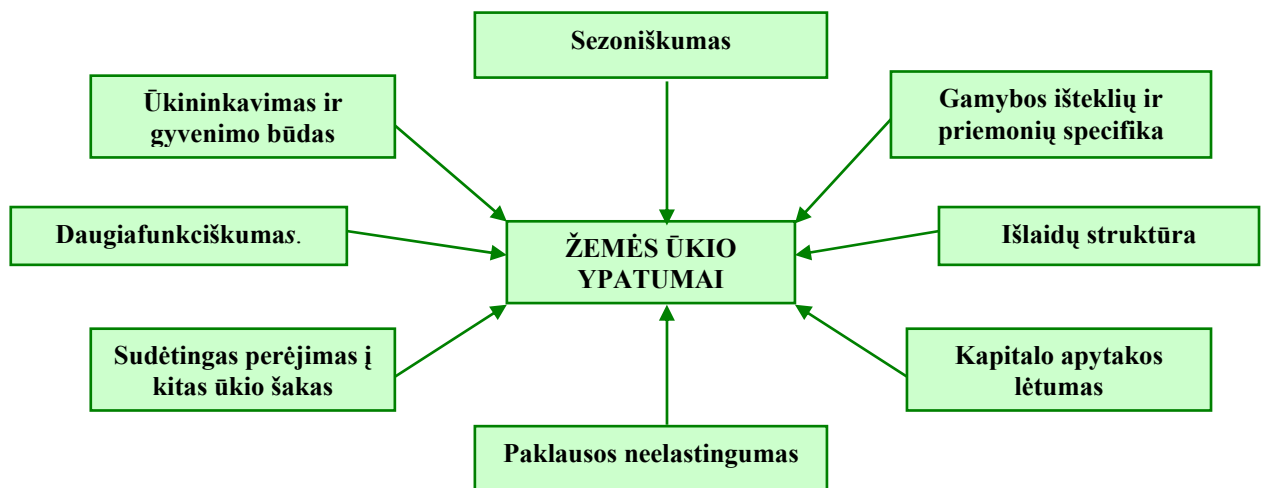 Sezoniškumas
Ūkininkavimas ir
gyvenimo būdas
Gamybos išteklių ir
priemonių specifika
Daugiafunkciškumas.
ŽEMĖS ŪKIO
YPATUMAI
Išlaidų struktūra
Sudėtingas perėjimas į
kitas ūkio šakas
Kapitalo apytakos
lėtumas
Paklausos neelastingumas